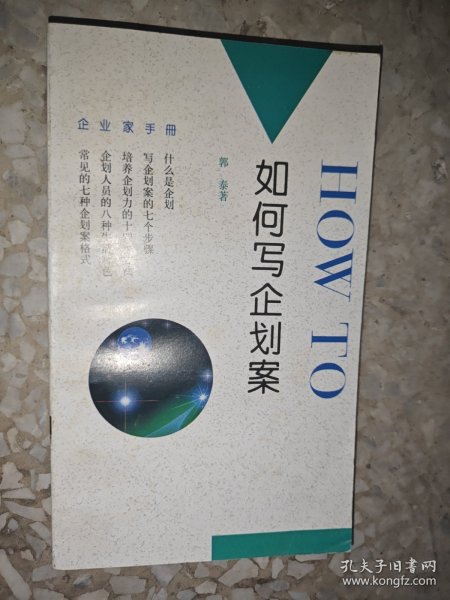 HOW TO
如何写企划案
郭 泰著
企业家手冊
什么是企划
写企划案的七个步骤
培养企划力的十
企划人员的八种
常见的七种企划案格式
孔夫子旧书网
www.kongfz.com